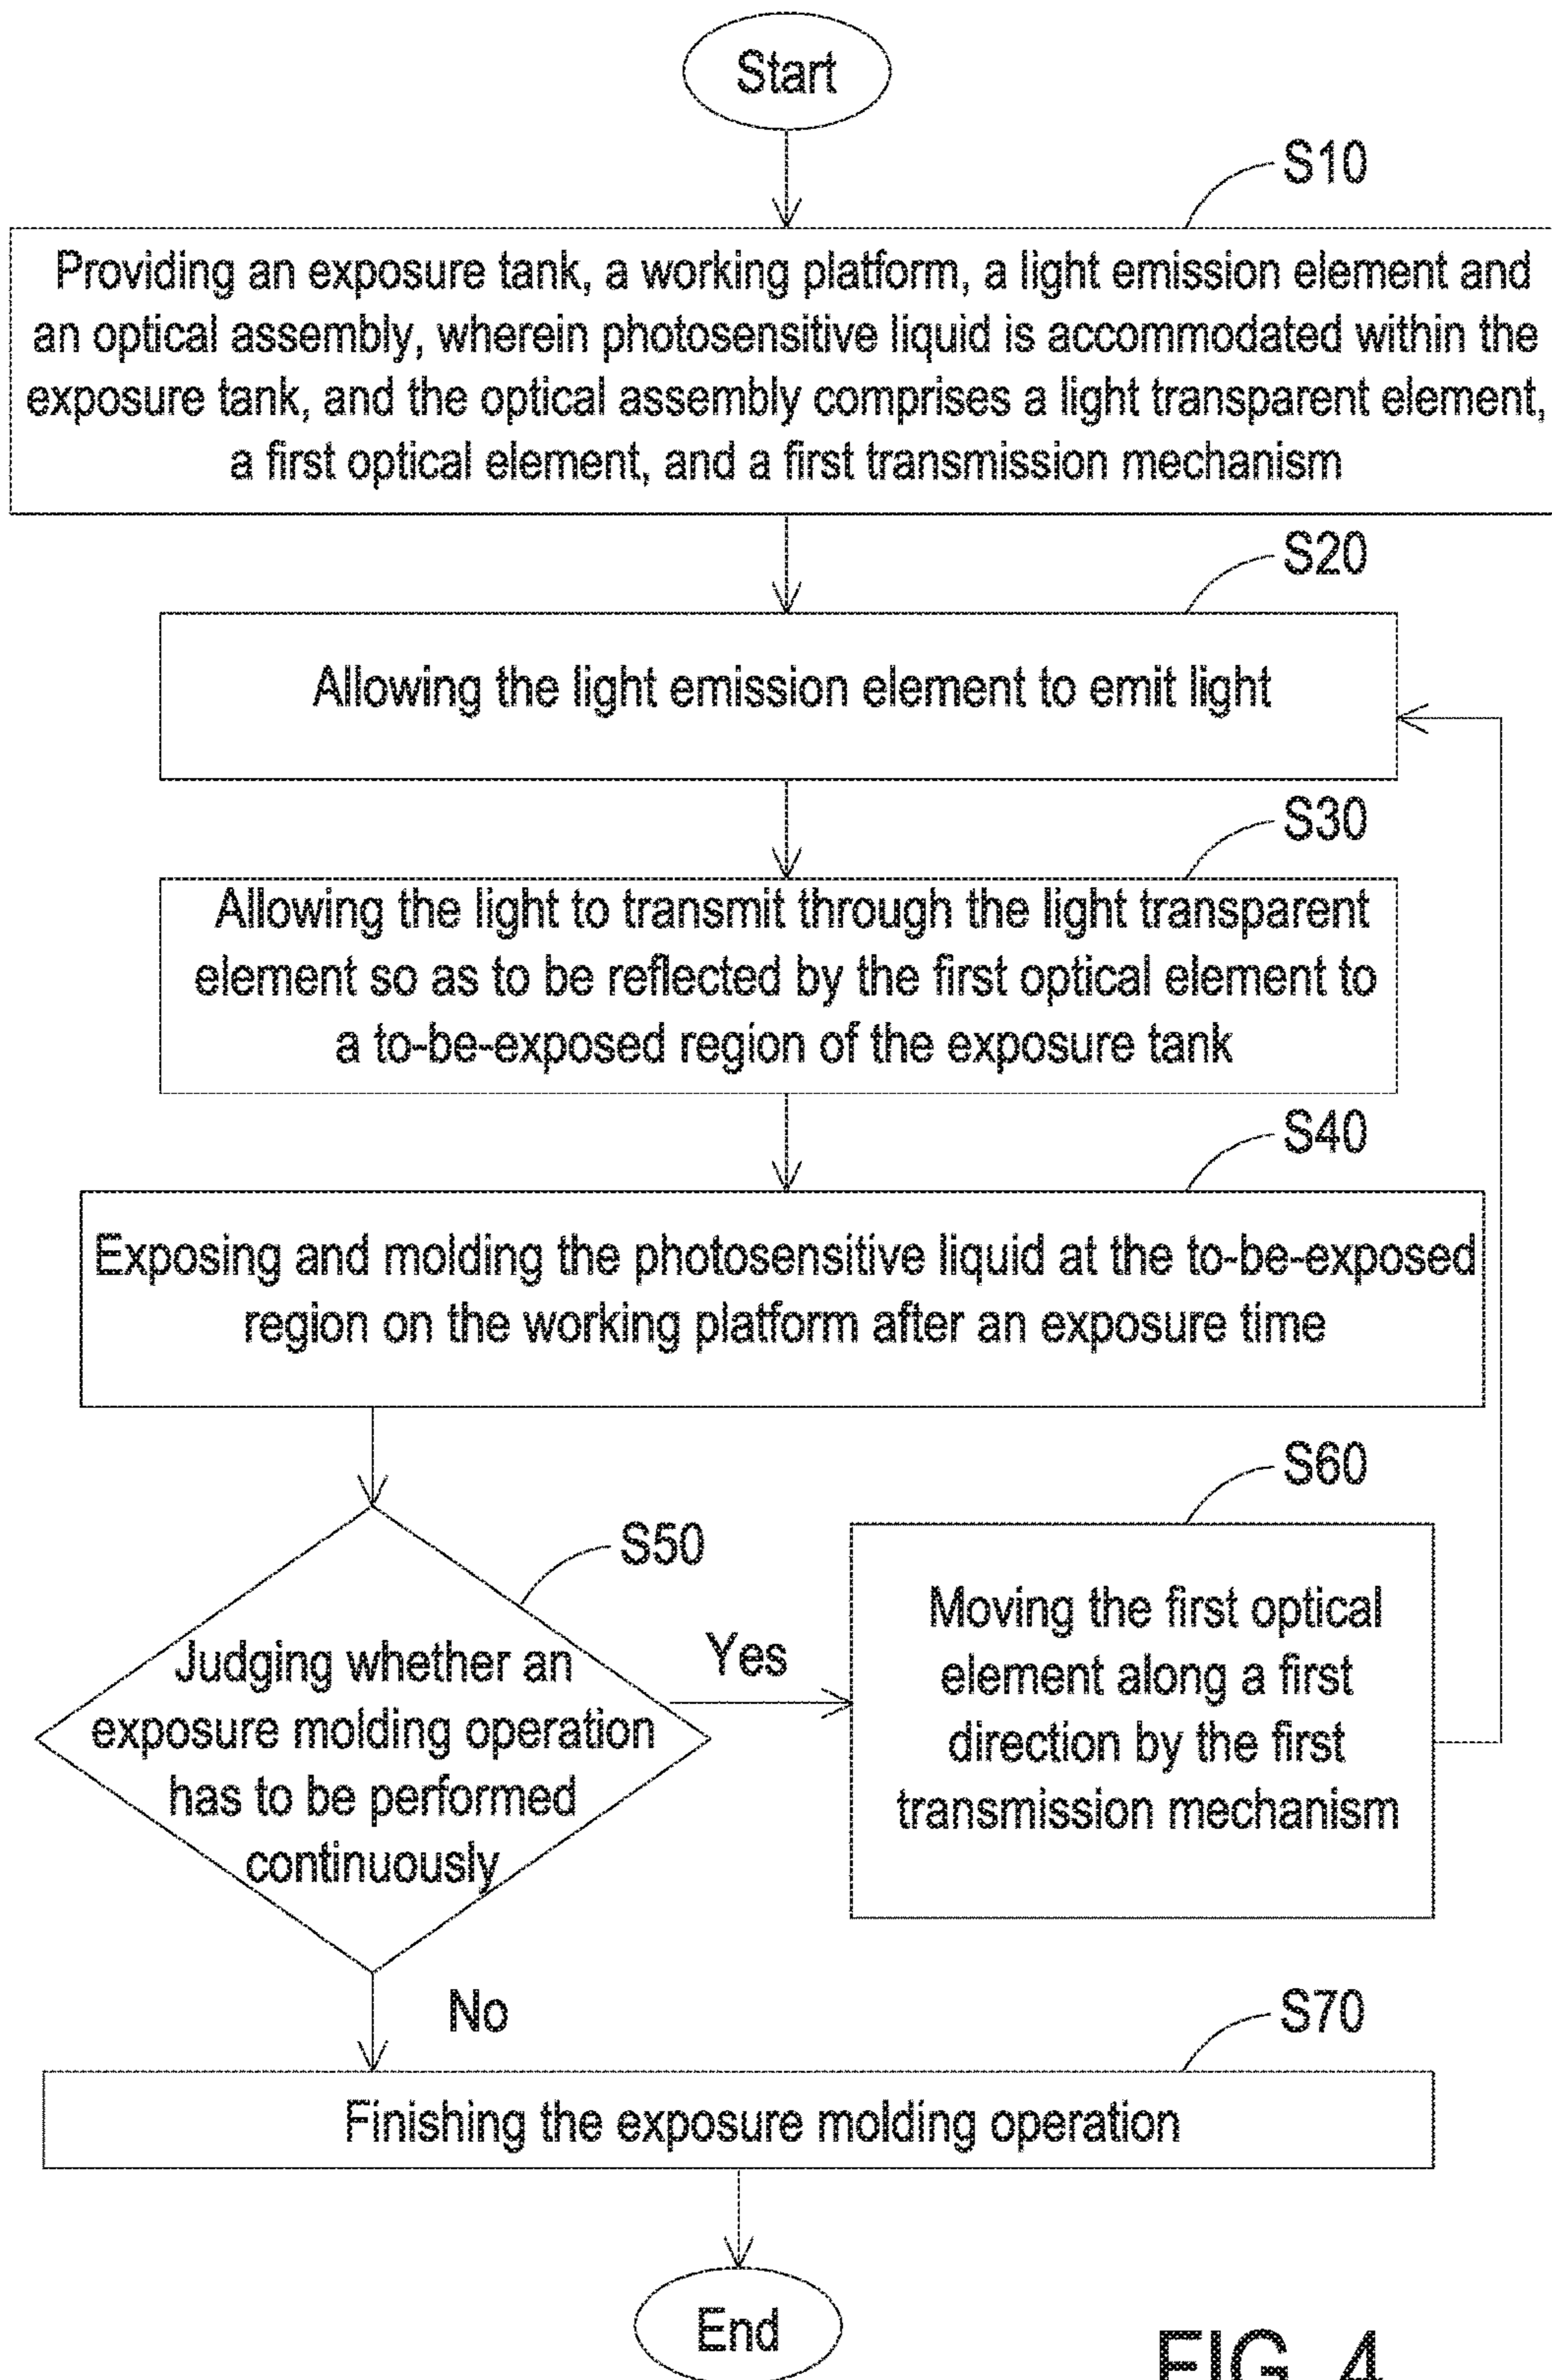 Start
S10
Providing an exposure tank, a working platform, a light emission element and
an optical assembly, wherein photosensitive liquid is accommodated within the
exposure tank, and the optical assembly comprises a light transparent element,
a first optical element, and a first transmission mechanism
S20
Allowing the light emission element to emit light
S30
Allowing the light to transmit through the light transparent
element so as to be reflected by the first optical element to
a to-be-exposed region of the exposure tank
S40
Exposing and molding the photosensitive liquid at the to-be-exposed
region on the working platform after an exposure time
S50
Judging whether an
exposure molding operation
has to be performed
continuously
Yes
S60
Moving the first optical
element along a first
direction by the first
transmission mechanism
No
S70
Finishing the exposure molding operation
End
FIG. 4